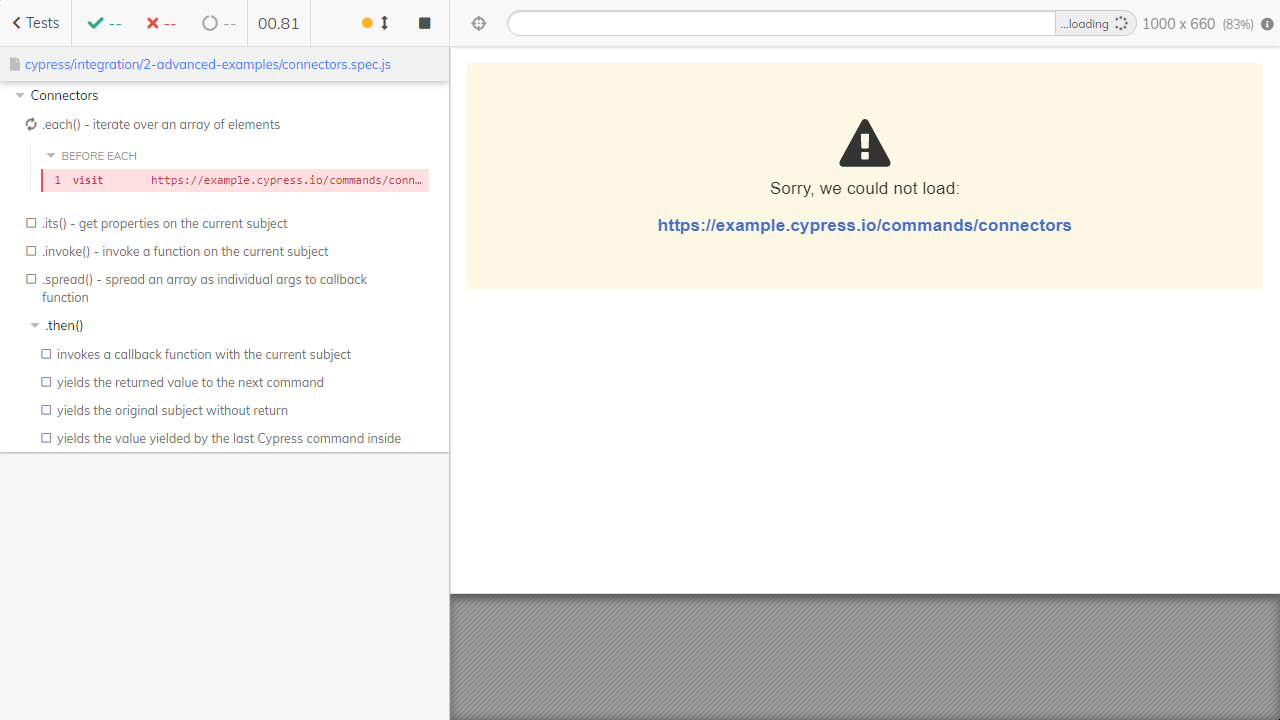 Tests -- -- -- 00.81 ...loading 1000 x 660 (83%)
cypress/integration/2-advanced-examples/connectors.spec.js
Connectors
.each() - iterate over an array of elements
BEFORE EACH
1 visit https://example.cypress.io/commands/conn…
.its() - get properties on the current subject
.invoke() - invoke a function on the current subject
.spread() - spread an array as individual args to callback
function
.then()
invokes a callback function with the current subject
yields the returned value to the next command
yields the original subject without return
yields the value yielded by the last Cypress command inside
Sorry, we could not load:
https://example.cypress.io/commands/connectors